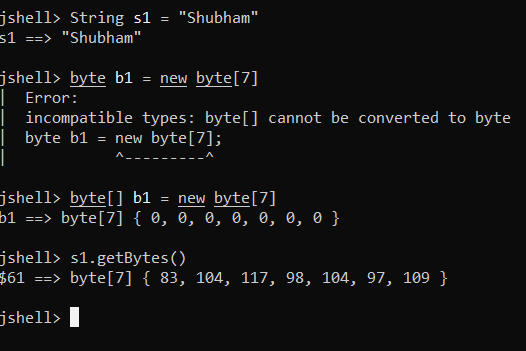 jshell> String s1 = "Shubham"
s1 ==> "Shubham"
jshell> byte b1 = new byte[7]
|  Error:
|  incompatible types: byte[] cannot be converted to byte
|  byte b1 = new byte[7];
|            ^---------^
jshell> byte[] b1 = new byte[7]
b1 ==> byte[7] { 0, 0, 0, 0, 0, 0, 0 }
jshell> s1.getBytes()
$61 ==> byte[7] { 83, 104, 117, 98, 104, 97, 109 }
jshell>